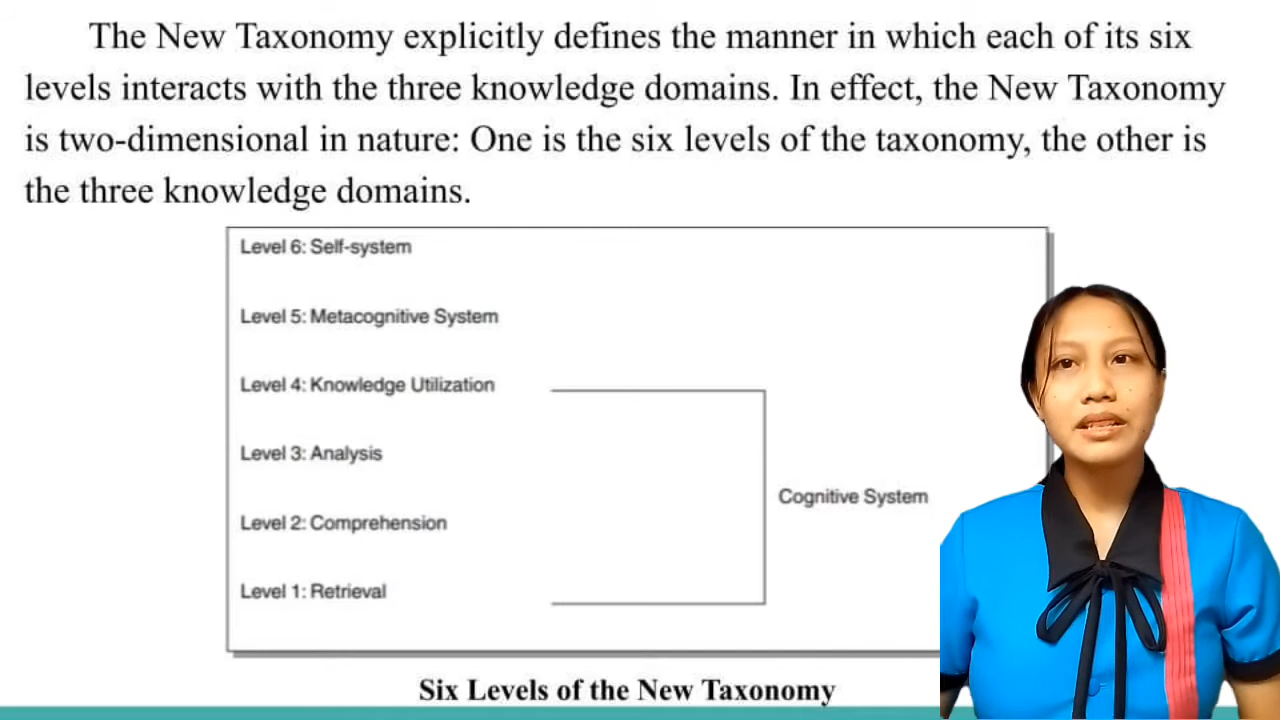 The New Taxonomy explicitly defines the manner in which each of its six
levels interacts with the three knowledge domains. In effect, the New Taxonomy
is two-dimensional in nature: One is the six levels of the taxonomy, the other is
the three knowledge domains.
Level 6: Self-system
Level 5: Metacognitive System
Level 4: Knowledge Utilization
Level 3: Analysis
Cognitive System
Level 2: Comprehension
Level 1: Retrieval
Six Levels of the New Taxonomy